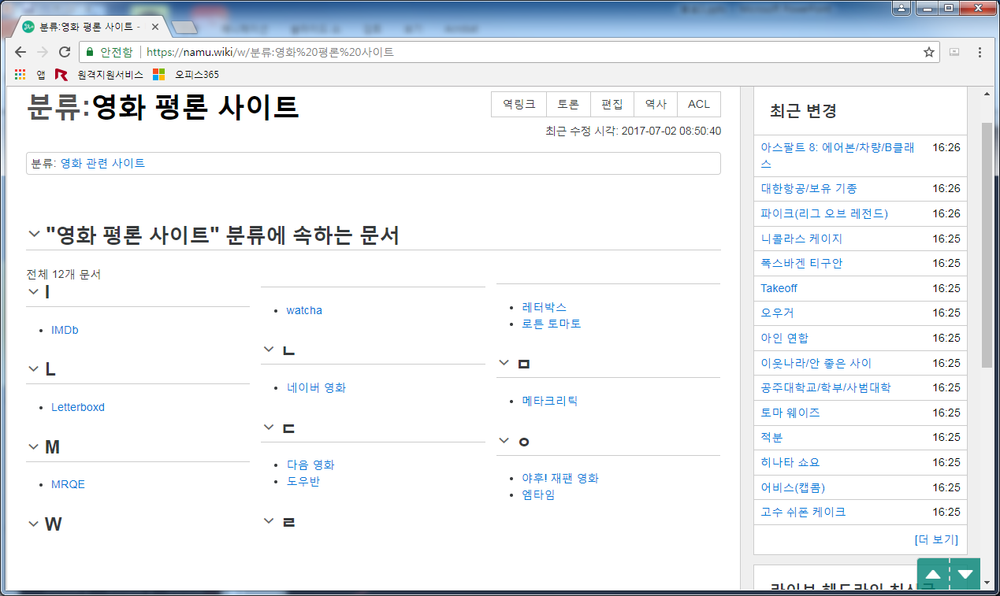 분류:영화 평론 사이트 -
안전함
https://namu.wiki/w/분류:영화%20평론%20사이트
앱 원격지원서비스 오피스365
분류:영화 평론 사이트
역링크 토론 편집 역사 ACL
최근 수정 시각: 2017-07-02 08:50:40
분류: 영화 관련 사이트
"영화 평론 사이트" 분류에 속하는 문서
전체 12개 문서
I
IMDb
L
Letterboxd
M
MRQE
W
watcha
ㄴ
네이버 영화
ㄷ
다음 영화
도우반
ㄹ
레터박스
로튼 토마토
ㅁ
메타크리틱
ㅇ
야후! 재팬 영화
엠타임
최근 변경
아스팔트 8: 에어본/차량/B클래 16:26
스
대한항공/보유 기종 16:26
파이크(리그 오브 레전드) 16:26
니콜라스 케이지 16:25
폭스바겐 티구안 16:25
Takeoff 16:25
오우거 16:25
아인 연합 16:25
이웃나라/안 좋은 사이 16:25
공주대학교/학부/사범대학 16:25
토마 웨이즈 16:25
적분 16:25
히나타 쇼요 16:25
어비스(캡콤) 16:25
고수 쉬폰 케이크 16:25
[더 보기]